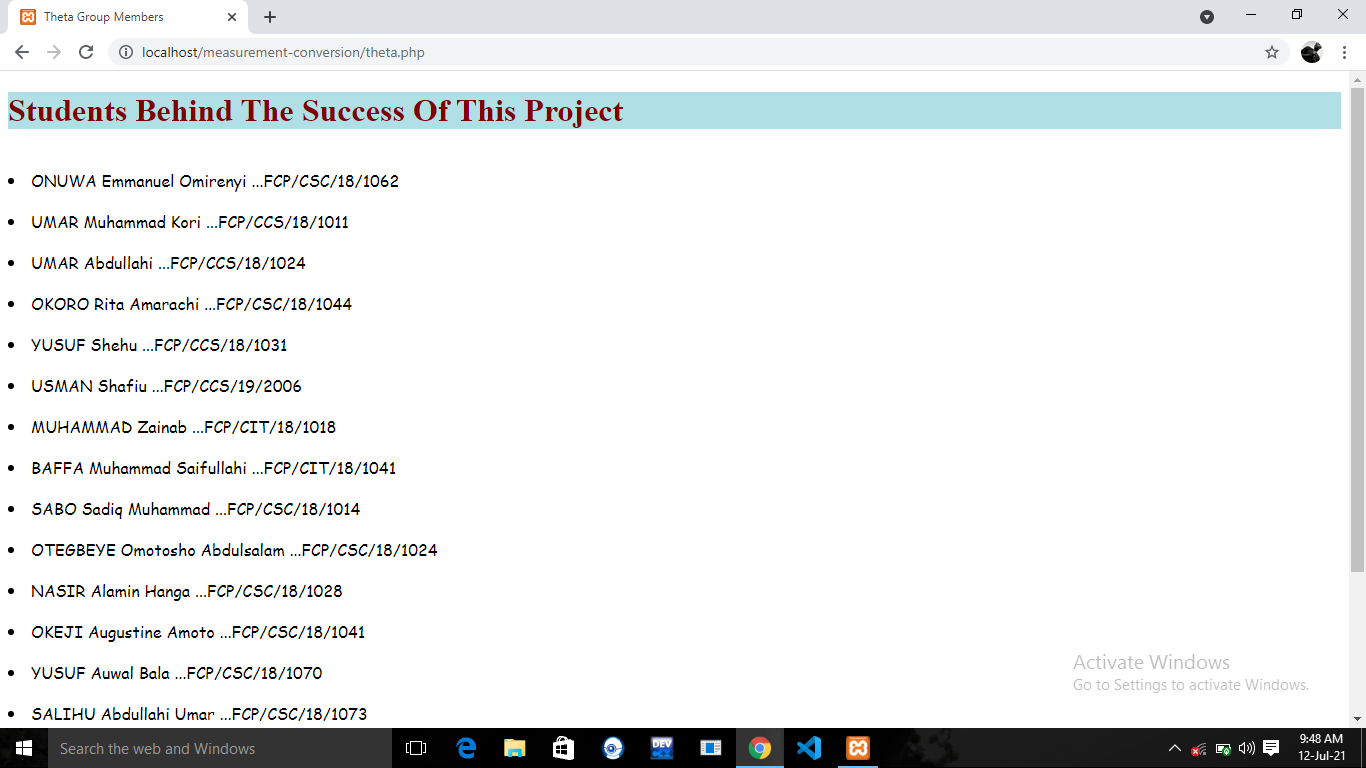 Theta Group Members
localhost/measurement-conversion/theta.php
Students Behind The Success Of This Project
• ONUWA Emmanuel Omirenyi ...FCP/CSC/18/1062
• UMAR Muhammad Kori ...FCP/CCS/18/1011
• UMAR Abdullahi ...FCP/CCS/18/1024
• OKORO Rita Amarachi ...FCP/CSC/18/1044
• YUSUF Shehu ...FCP/CCS/18/1031
• USMAN Shafiu ...FCP/CCS/19/2006
• MUHAMMAD Zainab ...FCP/CIT/18/1018
• BAFFA Muhammad Saifullahi ...FCP/CIT/18/1041
• SABO Sadiq Muhammad ...FCP/CSC/18/1014
• OTEGBEYE Omotosho Abdulsalam ...FCP/CSC/18/1024
• NASIR Alamin Hanga ...FCP/CSC/18/1028
• OKEJI Augustine Amoto ...FCP/CSC/18/1041
• YUSUF Auwal Bala ...FCP/CSC/18/1070
• SALIHU Abdullahi Umar ...FCP/CSC/18/1073
Activate Windows
Go to Settings to activate Windows.
Search the web and Windows
DEV
9:48 AM
12-Jul-21